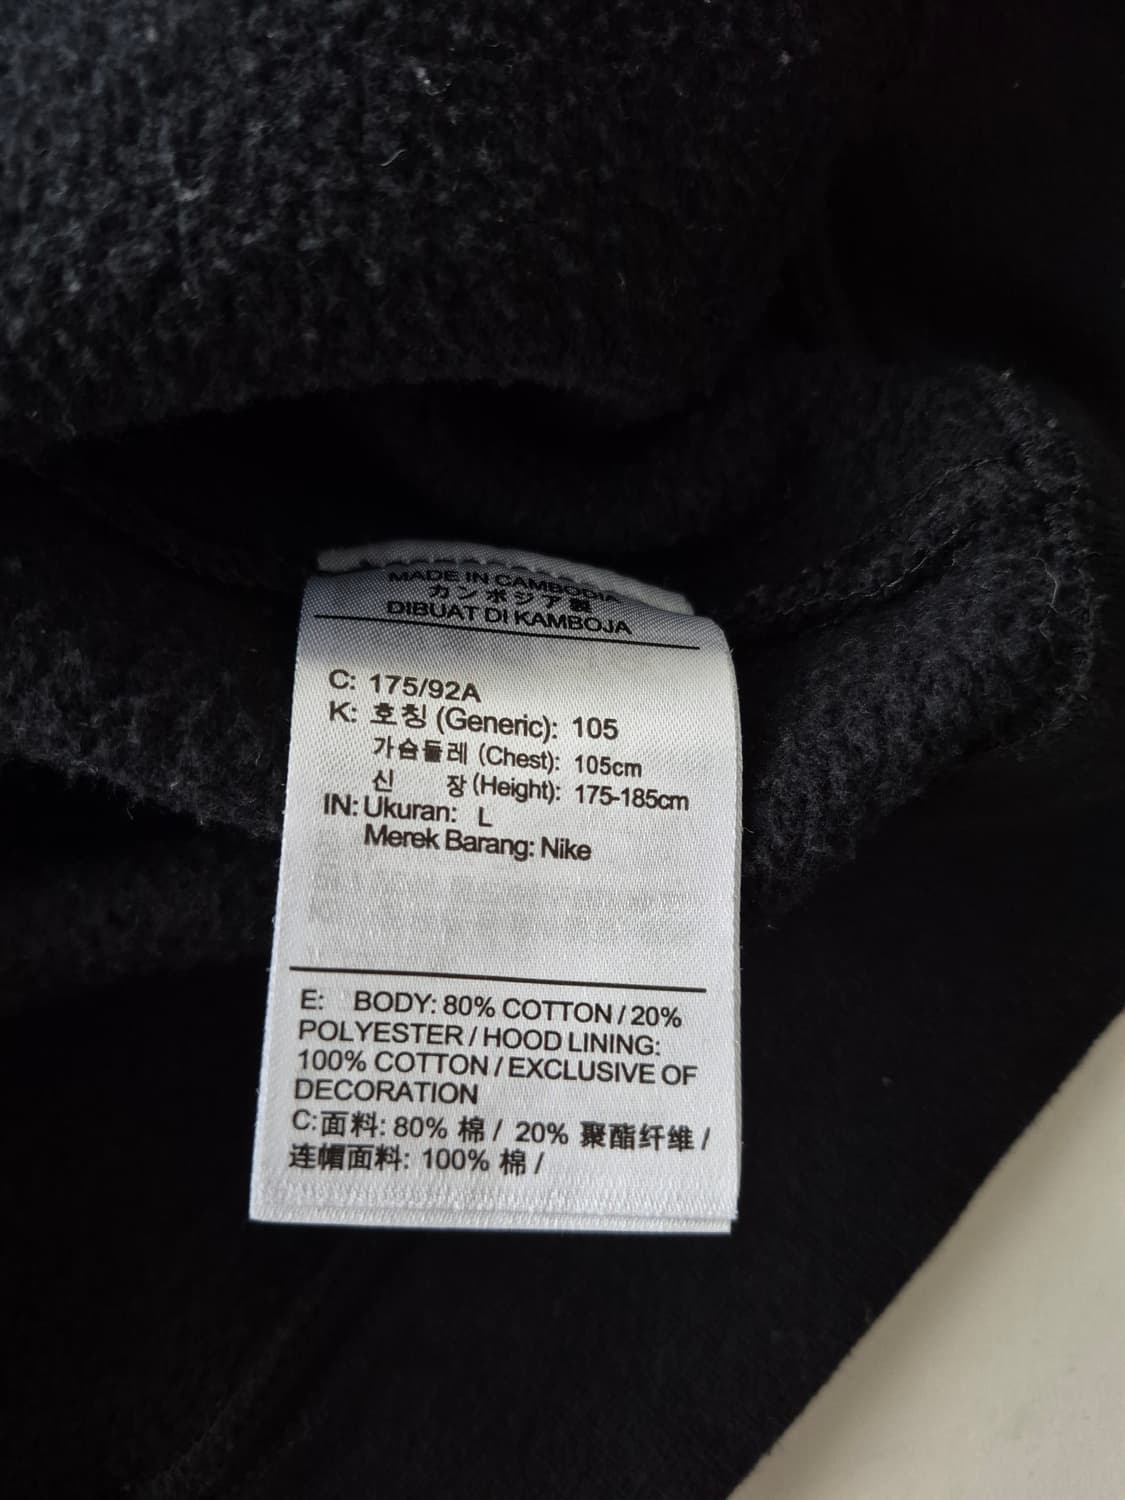 MADE IN CAMBODIA
カンボジア製
DIBUAT DI KAMBOJA
C: 175/92A
K: 호칭 (Generic): 105
가슴둘레 (Chest): 105cm
신 장 (Height): 175-185cm
IN: Ukuran: L
Merek Barang: Nike
E: BODY: 80% COTTON / 20%
POLYESTER / HOOD LINING:
100% COTTON / EXCLUSIVE OF
DECORATION
C:面料: 80% 棉 / 20% 聚酯纤维 /
连帽面料: 100% 棉 /